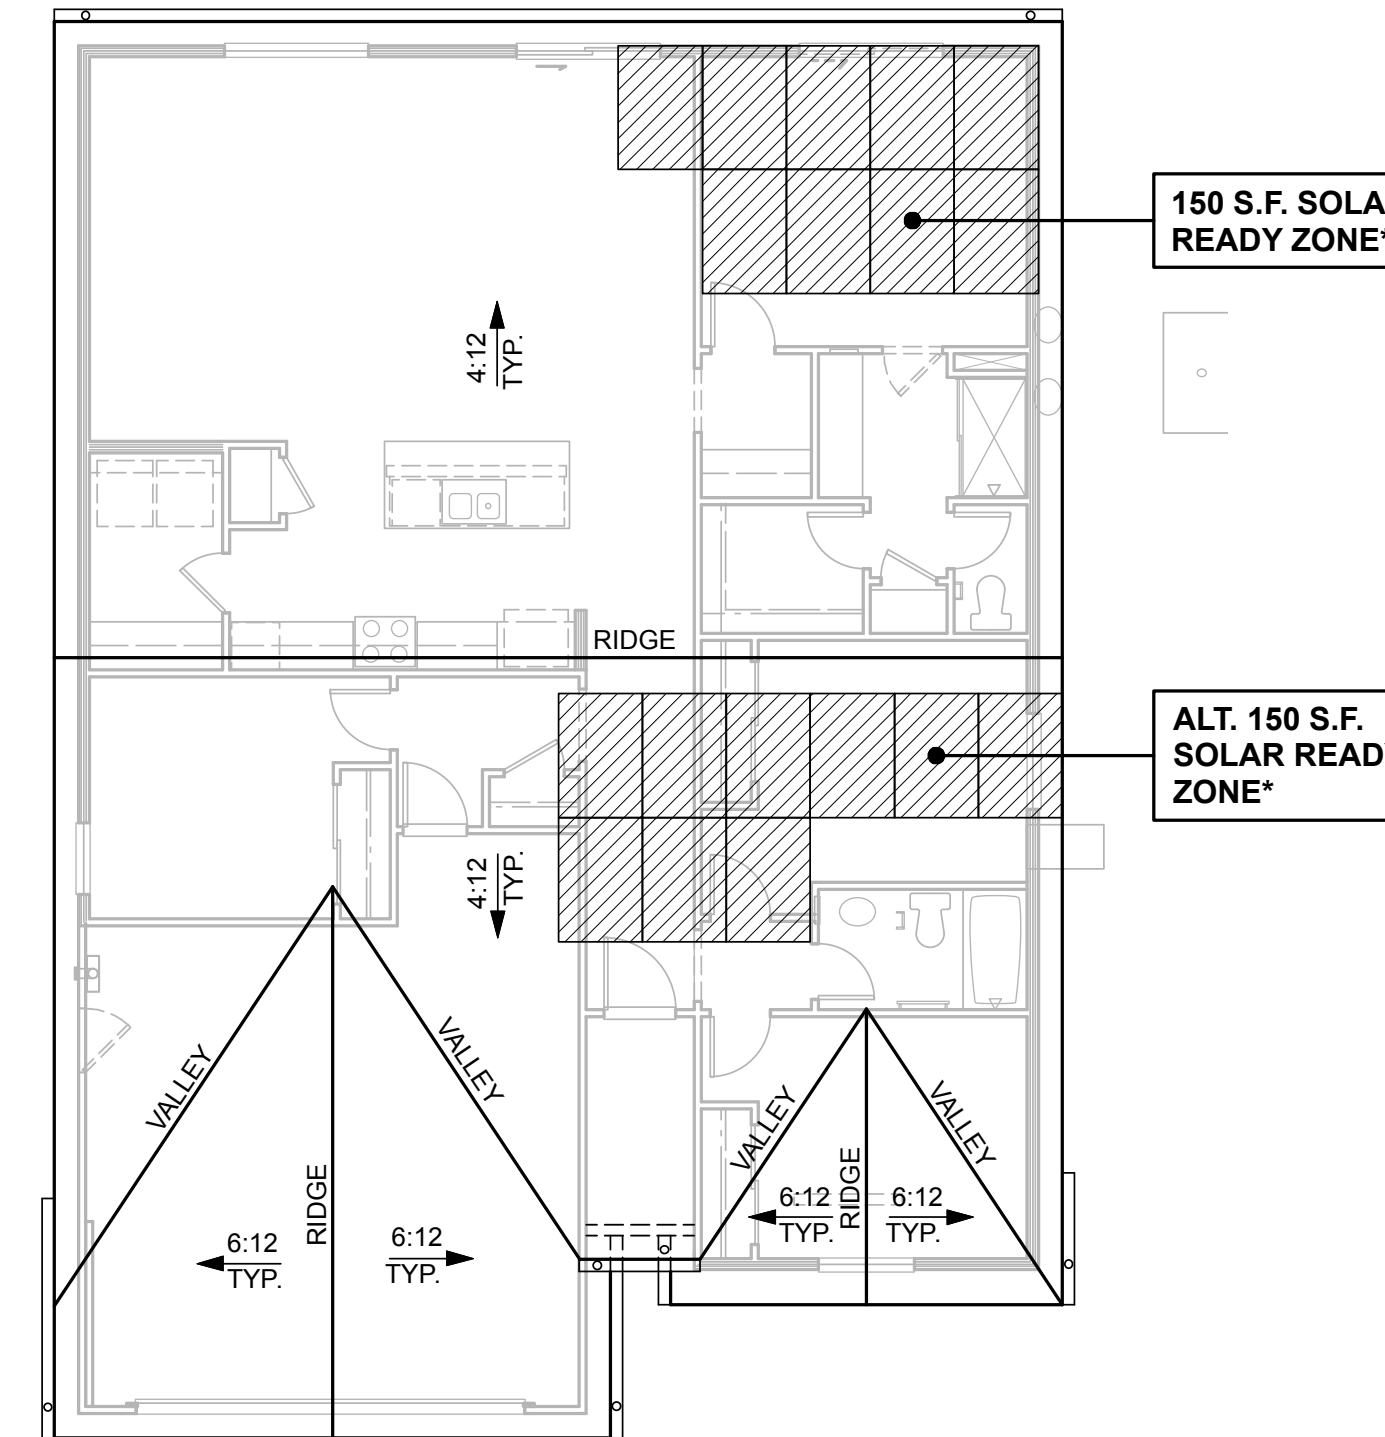 150 S.F. SOLA
READY ZONE*
4:12
TYP.
RIDGE
ALT. 150 S.F.
SOLAR READ
ZONE*
4:12
TYP.
VALLEY
VALLEY
VALLEY
VALLEY
RIDGE
RIDGE
6:12
TYP.
6:12
TYP.
6:12
TYP.
6:12
TYP.